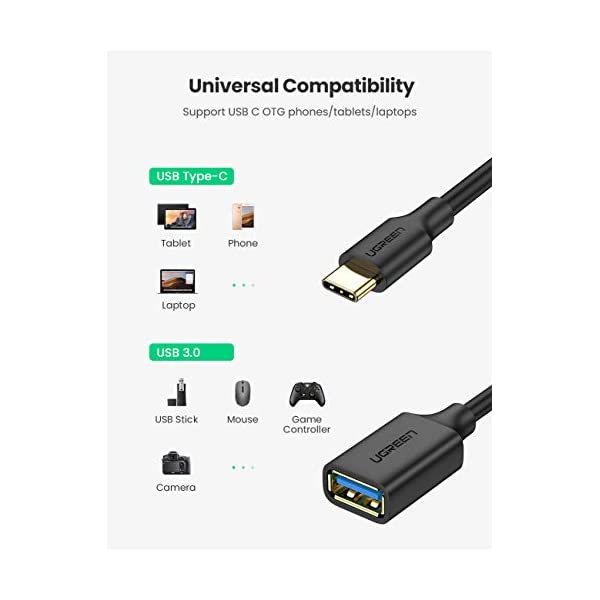 Universal Compatibility
Support USB C OTG phones/tablets/laptops
USB Type-C
Tablet
Phone
UGREEN
Laptop
USB 3.0
USB Stick
Mouse
Game
Controller
UGREEN
Camera